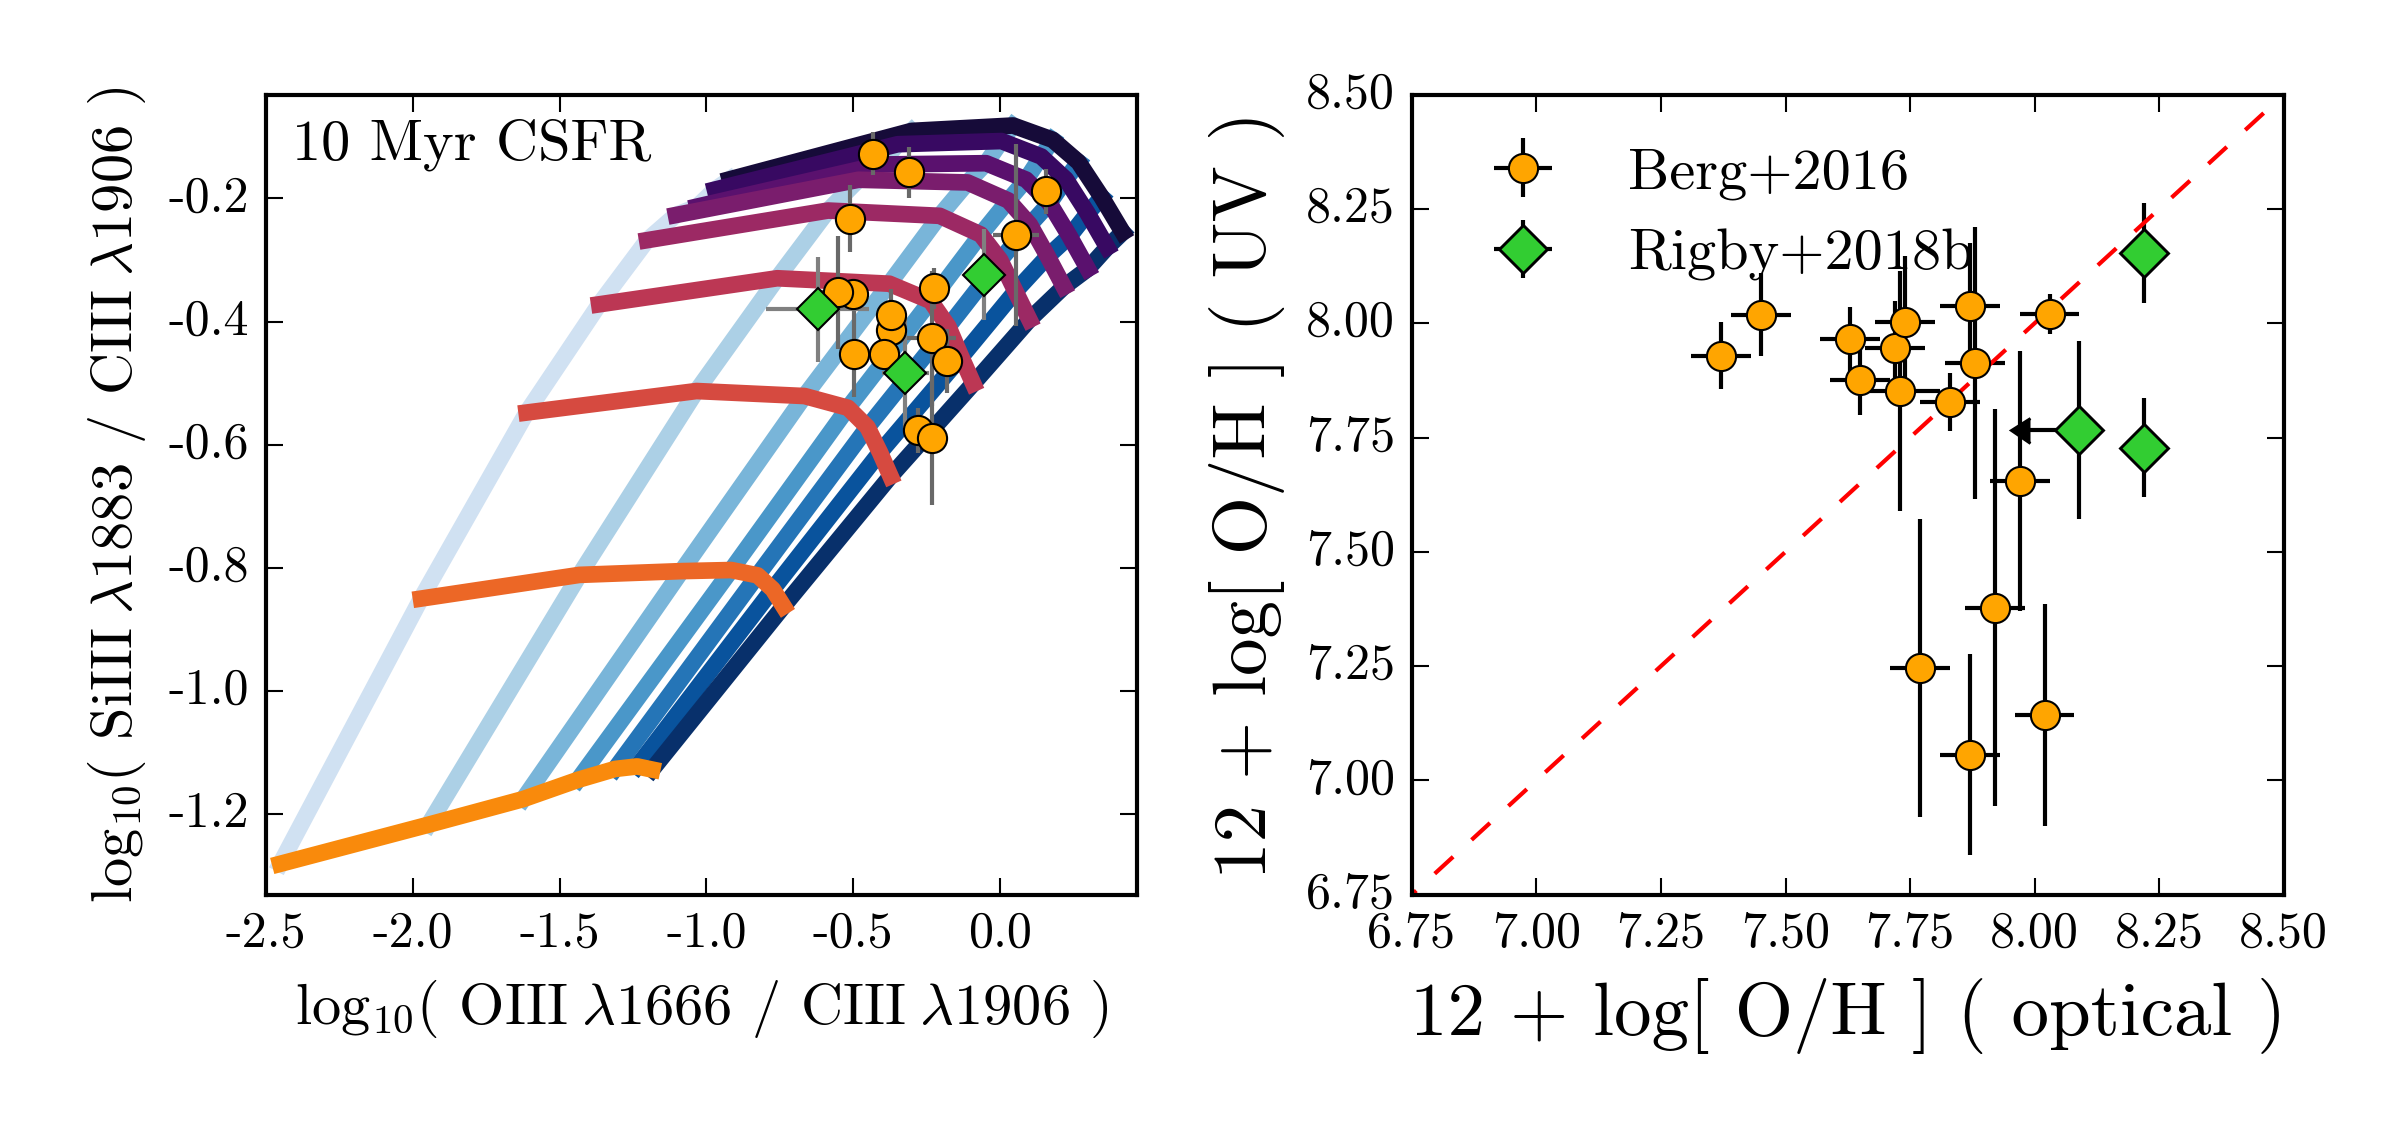 10 Myr CSFR
-0.2
-0.4
-0.6
-0.8
-1.0
-1.2
-2.5 -2.0 -1.5 -1.0 -0.5 0.0
log10( OIII λ1666 / CIII λ1906 )
log10( SiIII λ1883 / CIII λ1906 )
Berg+2016
Rigby+2018b
8.50
8.25
8.00
7.75
7.50
7.25
7.00
6.75
6.75 7.00 7.25 7.50 7.75 8.00 8.25 8.50
12 + log[ O/H ] ( optical )
12 + log[ O/H ] ( UV )